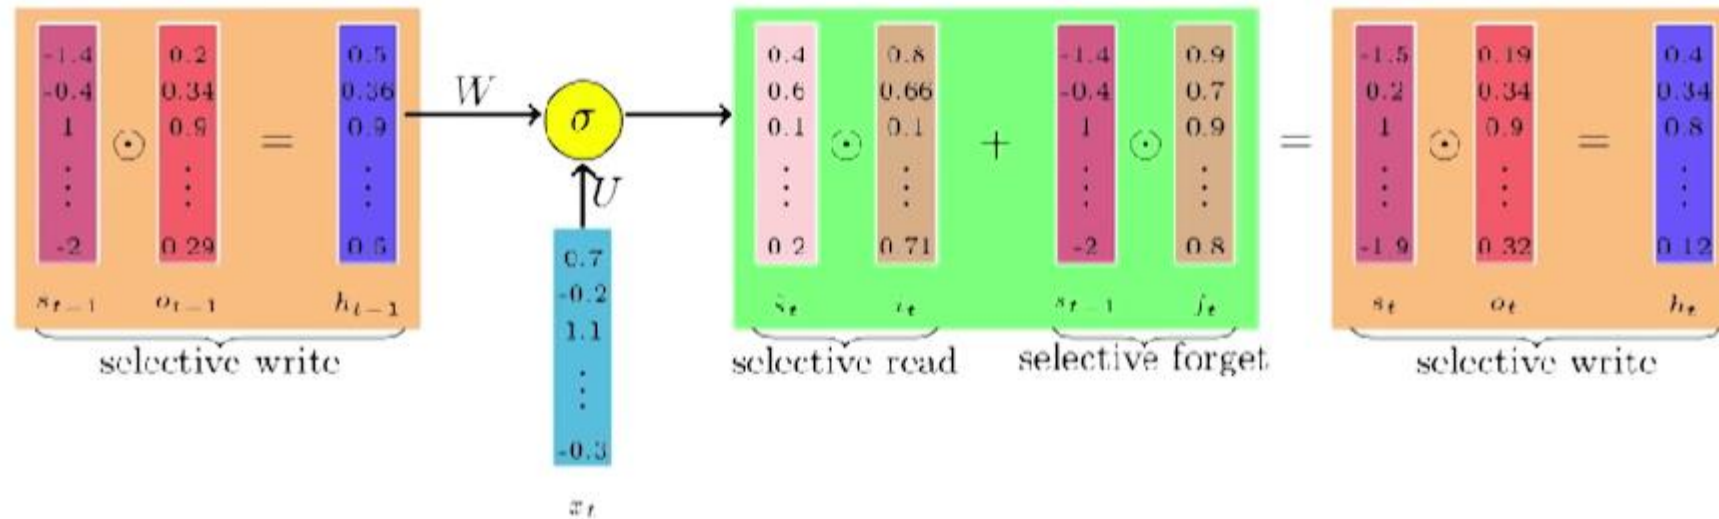 -1.4 0.2 0.5 0.4 0.8 -1.4 0.9 -1.5 0.19 0.4
-0.4 0.34 0.36 W σ 0.6 0.66 -0.4 0.7 0.2 0.34 0.34
1 ⊙ 0.9 = 0.9 0.1 ⊙ 0.1 + 1 ⊙ 0.9 = 1 ⊙ 0.9 = 0.8
⋮ ⋮ ⋮ U ⋮ ⋮ ⋮ ⋮ ⋮ ⋮ ⋮
-2 0.29 0.5 0.2 0.71 -2 0.8 -1.9 0.32 0.12
s_{t-1} o_{t-1} h_{t-1} s̃_t i_t s_{t-1} f_t s_t o_t h_t
selective write selective read selective forget selective write
0.7
-0.2
1.1
⋮
-0.3
x_t